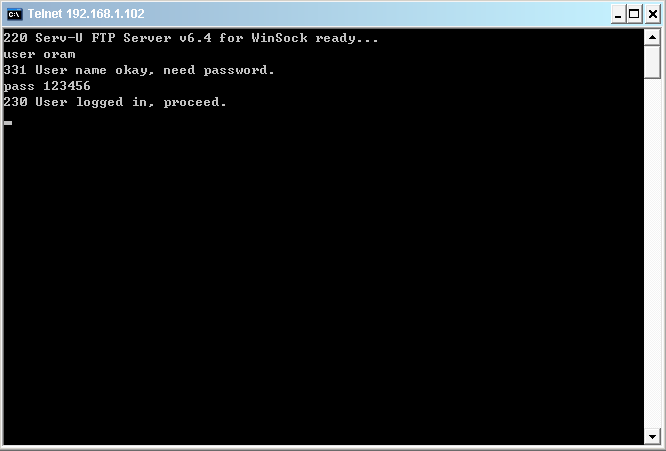 Telnet 192.168.1.102
220 Serv-U FTP Server v6.4 for WinSock ready...
user oram
331 User name okay, need password.
pass 123456
230 User logged in, proceed.